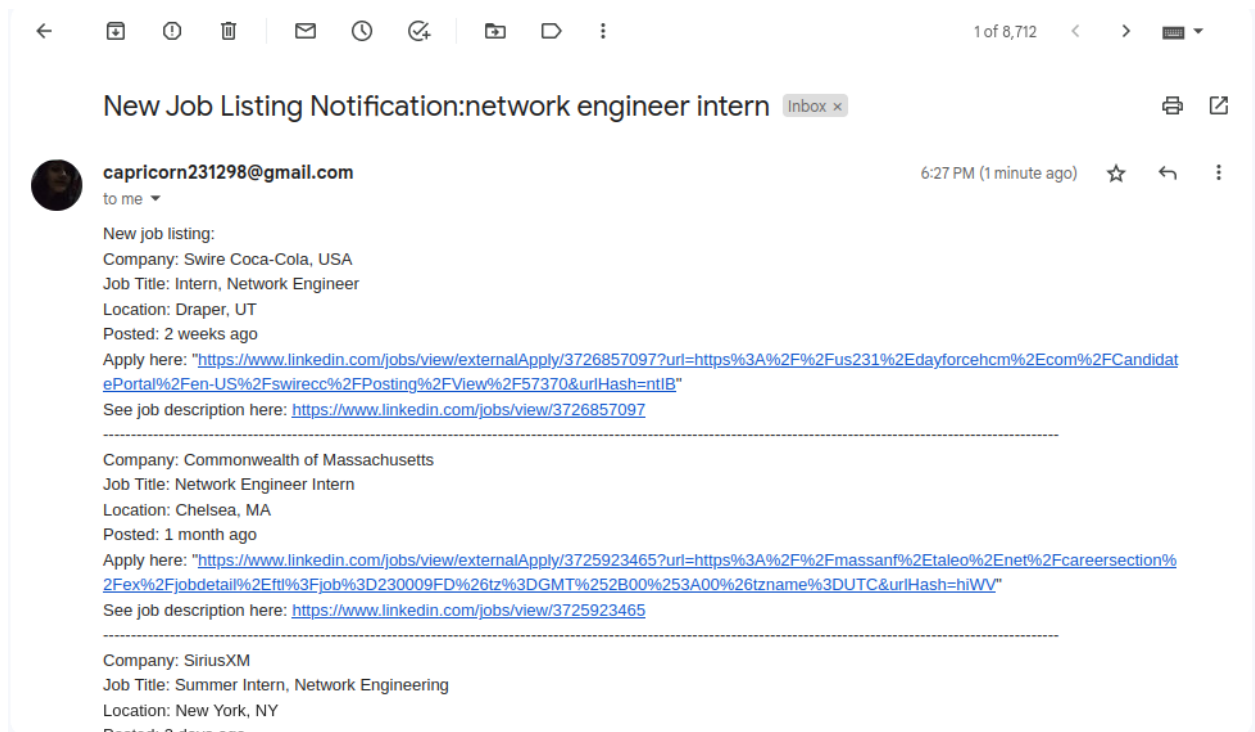 1 of 8,712
New Job Listing Notification:network engineer intern Inbox ×
capricorn231298@gmail.com 6:27 PM (1 minute ago)
to me
New job listing:
Company: Swire Coca-Cola, USA
Job Title: Intern, Network Engineer
Location: Draper, UT
Posted: 2 weeks ago
Apply here: "https://www.linkedin.com/jobs/view/externalApply/3726857097?url=https%3A%2F%2Fus231%2Edayforcehcm%2Ecom%2FCandidat
ePortal%2Fen-US%2Fswirecc%2FPosting%2FView%2F57370&urlHash=ntIB"
See job description here: https://www.linkedin.com/jobs/view/3726857097
Company: Commonwealth of Massachusetts
Job Title: Network Engineer Intern
Location: Chelsea, MA
Posted: 1 month ago
Apply here: "https://www.linkedin.com/jobs/view/externalApply/3725923465?url=https%3A%2F%2Fmassanf%2Etaleo%2Enet%2Fcareersection%
2Fex%2Fjobdetail%2Eftl%3Fjob%3D230009FD%26tz%3DGMT%252B00%253A00%26tzname%3DUTC&urlHash=hiWV"
See job description here: https://www.linkedin.com/jobs/view/3725923465
Company: SiriusXM
Job Title: Summer Intern, Network Engineering
Location: New York, NY